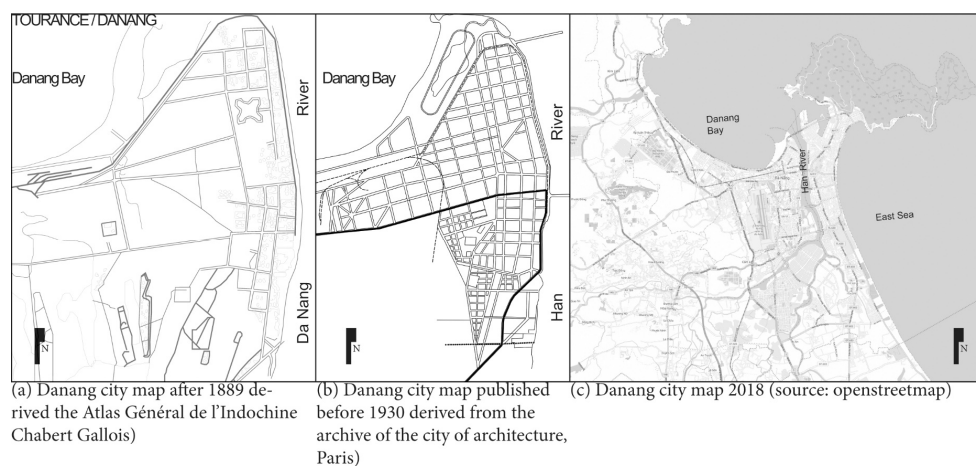 TOURANCE / DANANG
Danang Bay
River
Da Nang
N
Danang Bay
River
Han
N
Danang
Bay
Han River
East Sea
N
(a) Danang city map after 1889 de-
rived the Atlas Général de l’Indochine
Chabert Gallois)
(b) Danang city map published
before 1930 derived from the
archive of the city of architecture,
Paris)
(c) Danang city map 2018 (source: openstreetmap)